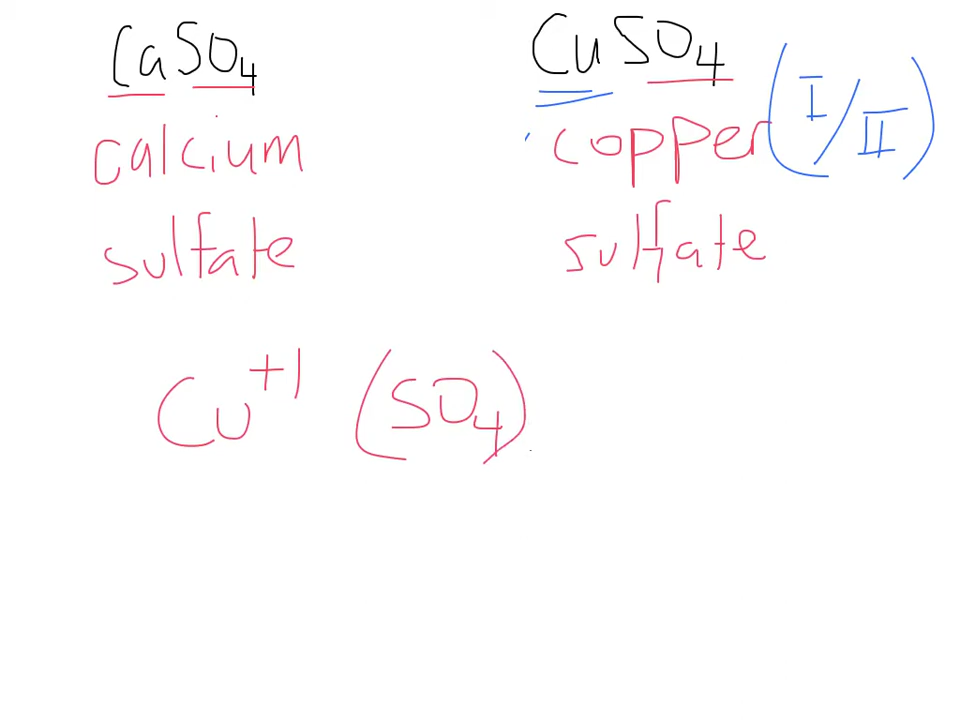 CaSO₄ CuSO₄
calcium copper (I/II)
sulfate sulfate
Cu⁺¹ (SO₄)